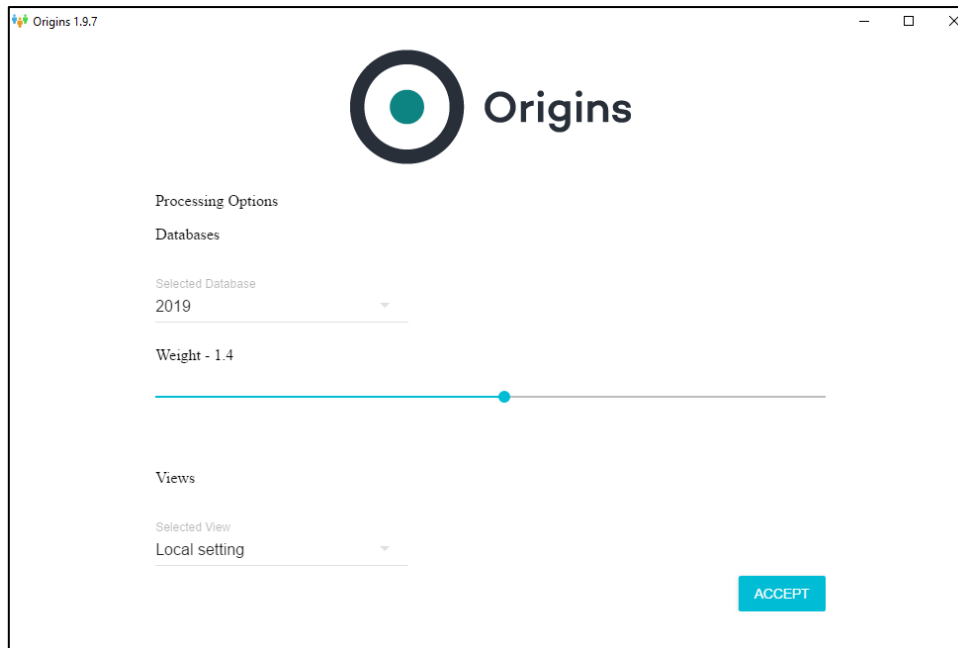 Origins 1.9.7
Origins
Processing Options
Databases
Selected Database
2019
Weight - 1.4
Views
Selected View
Local setting
ACCEPT